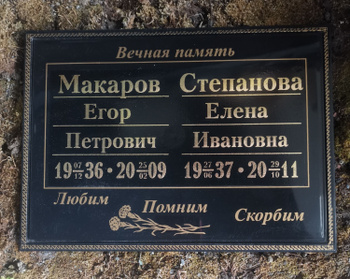 Вечная память
Макаров Степанова
Егор Елена
Петрович Ивановна
19 07/12 36 • 20 25/02 09 19 27/06 37 • 20 29/10 11
Любим Помним Скорбим